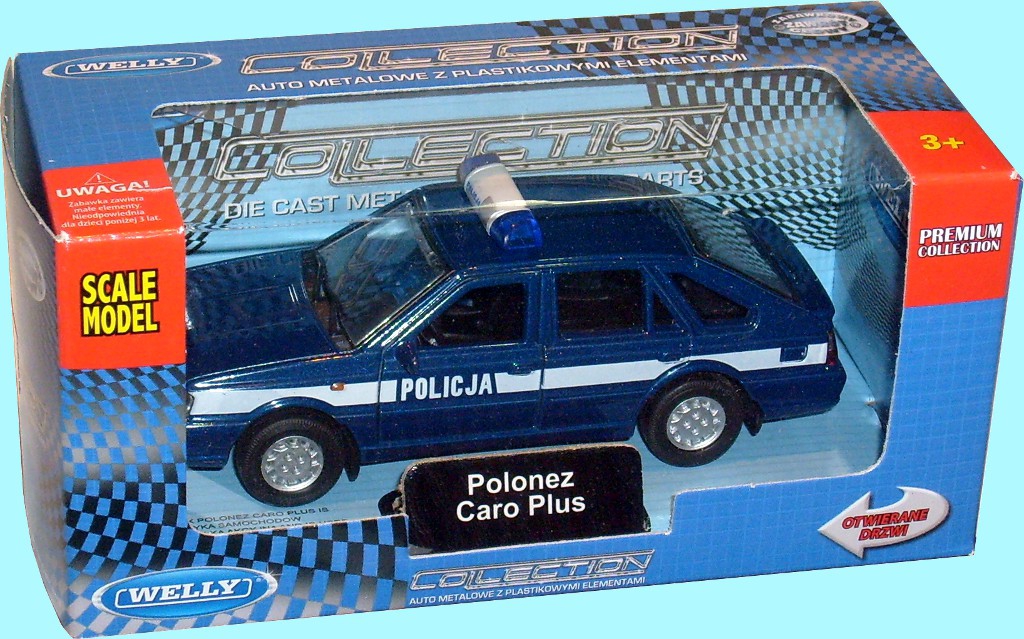 WELLY
COLLECTION
AUTO METALOWE Z PLASTIKOWYMI ELEMENTAMI
COLLECTION
DIE CAST MET ARTS
3+
UWAGA!
Zabawka zawiera
małe elementy.
Nieodpowiednia
dla dzieci poniżej 3 lat.
SCALE
MODEL
PREMIUM
COLLECTION
POLICJA
Polonez
Caro Plus
POLONEZ CARO PLUS IS
OTWIERANE
DRZWI
WELLY
COLLECTION
AUTO METALOWE Z PLASTIKOWYMI ELEMENTAMI